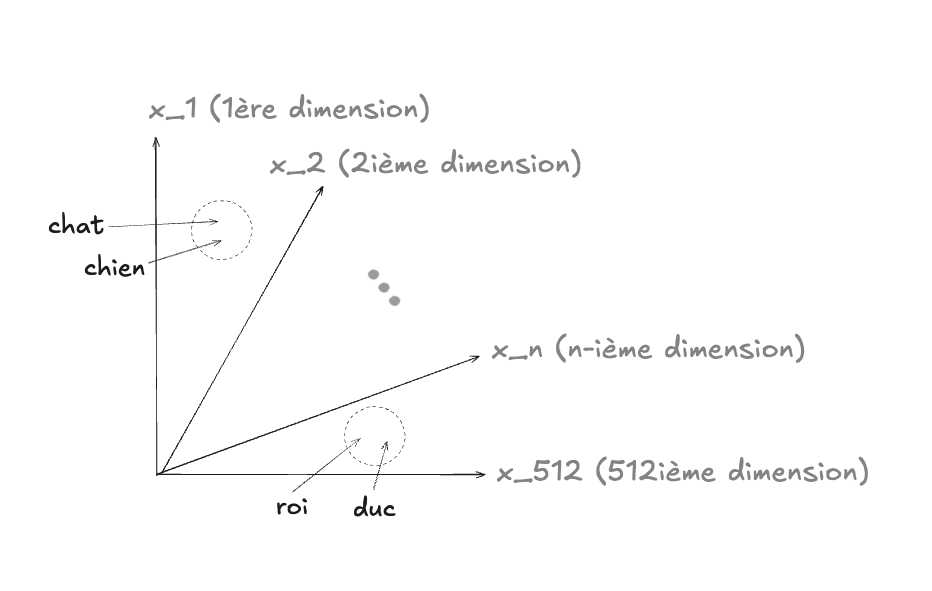 x_1 (1ère dimension)
x_2 (2ième dimension)
chat
chien
x_n (n-ième dimension)
x_512 (512ième dimension)
roi
duc